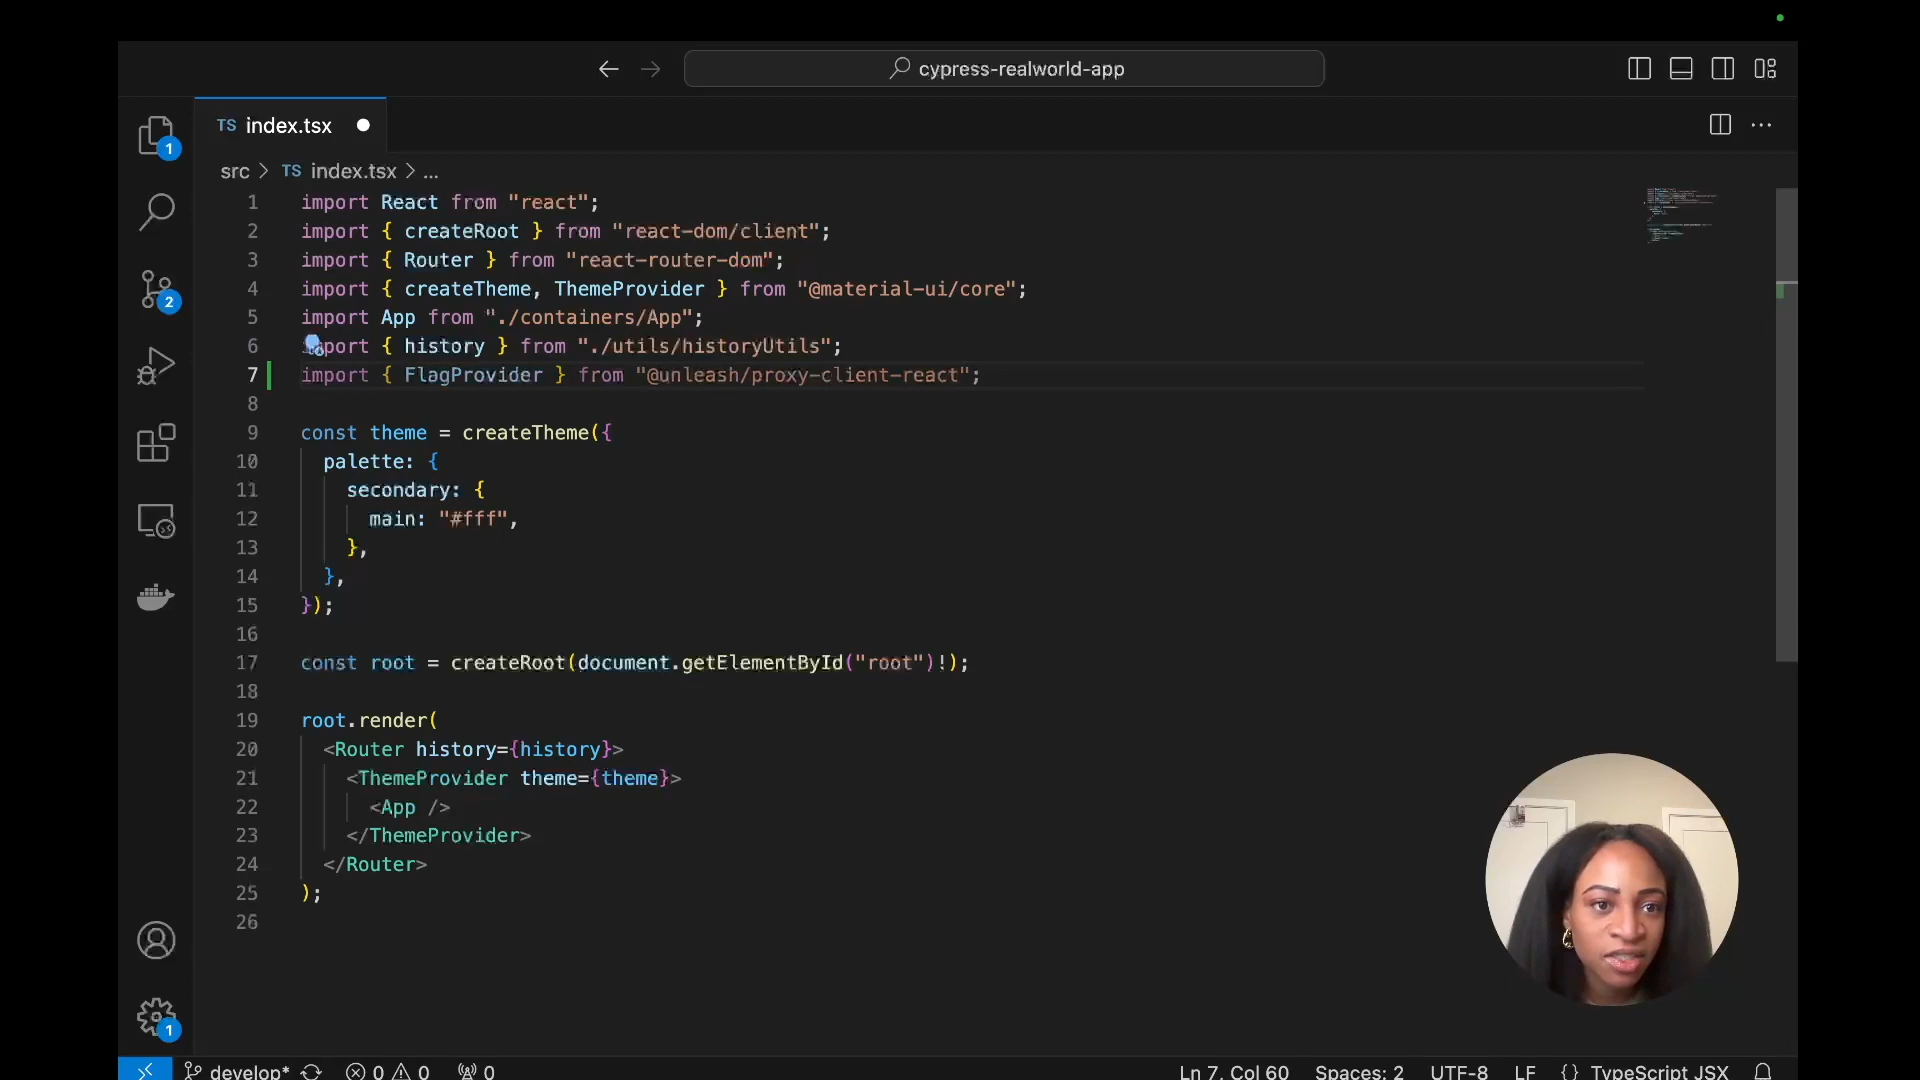 cypress-realworld-app
TS index.tsx
src > TS index.tsx > ...
1 import React from "react";
2 import { createRoot } from "react-dom/client";
3 import { Router } from "react-router-dom";
4 import { createTheme, ThemeProvider } from "@material-ui/core";
5 import App from "./containers/App";
6 import { history } from "./utils/historyUtils";
7 import { FlagProvider } from "@unleash/proxy-client-react";
8
9 const theme = createTheme({
10 palette: {
11 secondary: {
12 main: "#fff",
13 },
14 },
15 });
16
17 const root = createRoot(document.getElementById("root")!);
18
19 root.render(
20 <Router history={history}>
21 <ThemeProvider theme={theme}>
22 <App />
23 </ThemeProvider>
24 </Router>
25 );
26
1
2
1
develop* 0 0 0 Ln 7, Col 60 Spaces: 2 UTF-8 LF {} TypeScript JSX